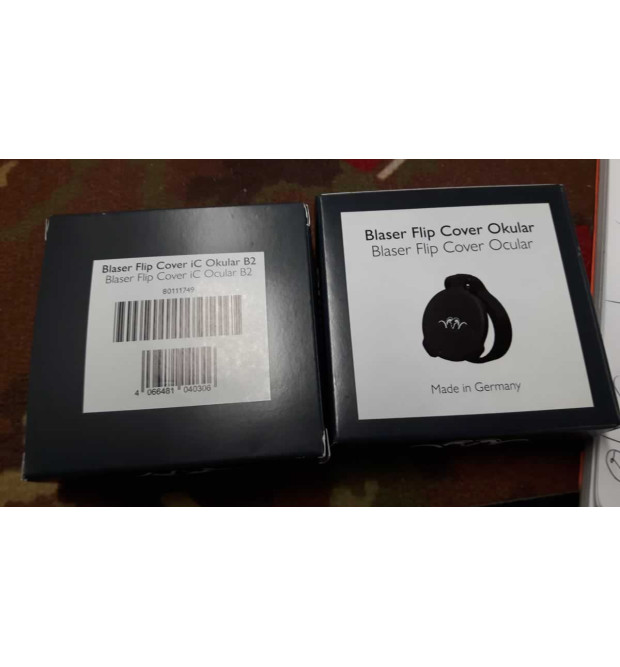 Blaser Flip Cover iC Okular B2
Blaser Flip Cover iC Ocular B2
80111749
4 066481 040306
Blaser Flip Cover Okular
Blaser Flip Cover Ocular
Made in Germany